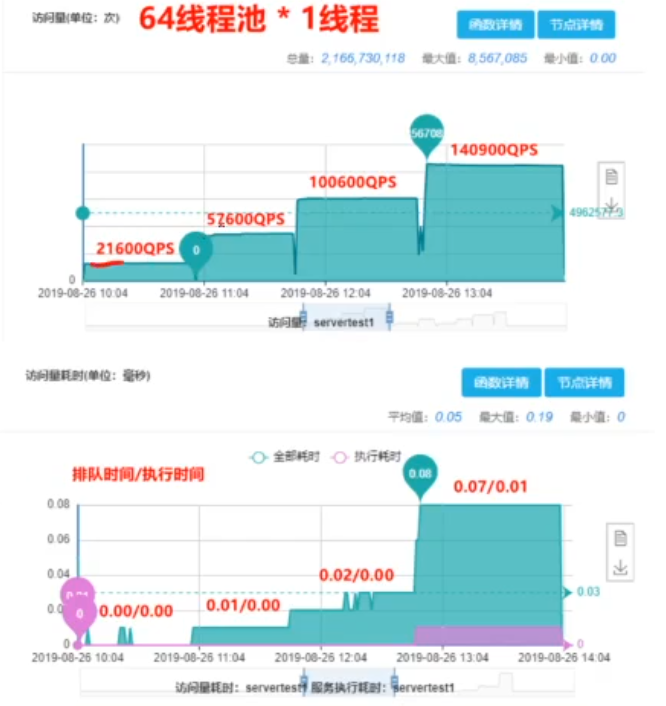 访问量(单位：次)
64线程池 * 1线程
函数详情
节点详情
总量：2,166,730,118 最大值：8,567,085 最小值：0.00
56708
140900QPS
100600QPS
57600QPS
21600QPS
0
4962577.3
0
2019-08-26 10:04
2019-08-26 11:04
2019-08-26 12:04
2019-08-26 13:04
访问量：servertest1
访问量耗时(单位：毫秒)
函数详情
节点详情
平均值：0.05 最大值：0.19 最小值：0
全部耗时
执行耗时
排队时间/执行时间
0.08
0.07/0.01
0.08
0.06
0.02/0.00
0.04
0.03
0.01/0.00
0.00/0.00
0
0
0
2019-08-26 10:04
2019-08-26 11:04
2019-08-26 12:04
2019-08-26 13:04
2019-08-26 14:04
访问量耗时：servertest1
服务执行耗时：servertest1